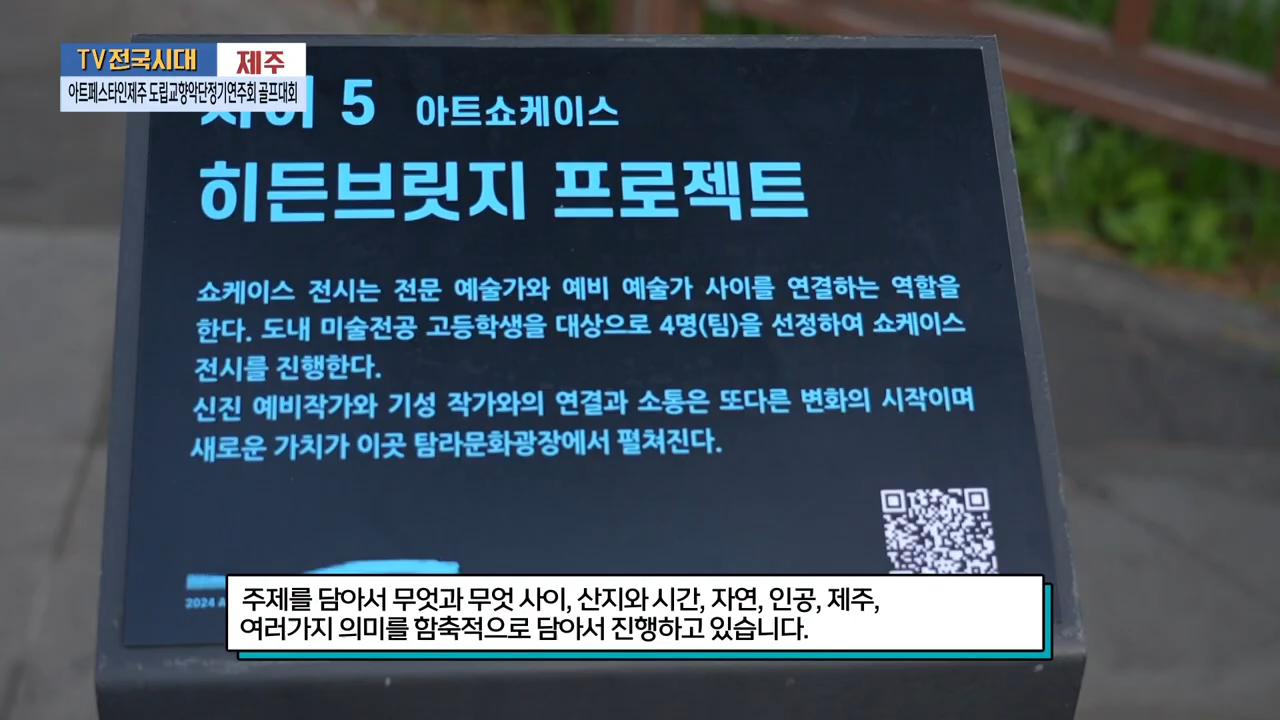 TV전국시대 제주
아트페스타인제주 도립교향악단정기연주회 골프대회
사이 5 아트쇼케이스
히든브릿지 프로젝트
쇼케이스 전시는 전문 예술가와 예비 예술가 사이를 연결하는 역할을
한다. 도내 미술전공 고등학생을 대상으로 4명(팀)을 선정하여 쇼케이스
전시를 진행한다.
신진 예비작가와 기성 작가와의 연결과 소통은 또다른 변화의 시작이며
새로운 가치가 이곳 탐라문화광장에서 펼쳐진다.
2024
주제를 담아서 무엇과 무엇 사이, 산지와 시간, 자연, 인공, 제주,
여러가지 의미를 함축적으로 담아서 진행하고 있습니다.